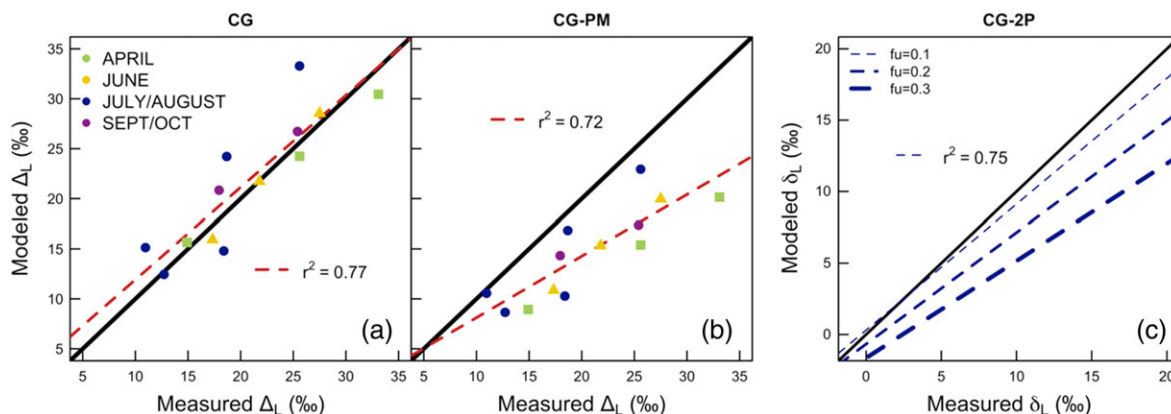 CG
CG-PM
CG-2P
APRIL
JUNE
JULY/AUGUST
SEPT/OCT
r² = 0.77
(a)
35
30
25
20
15
10
5
Modeled Δ_L (‰)
5 10 15 20 25 30 35
Measured Δ_L (‰)
r² = 0.72
(b)
5 10 15 20 25 30 35
Measured Δ_L (‰)
fu=0.1
fu=0.2
fu=0.3
r² = 0.75
(c)
20
15
10
5
0
Modeled δ_L (‰)
0 5 10 15 20
Measured δ_L (‰)